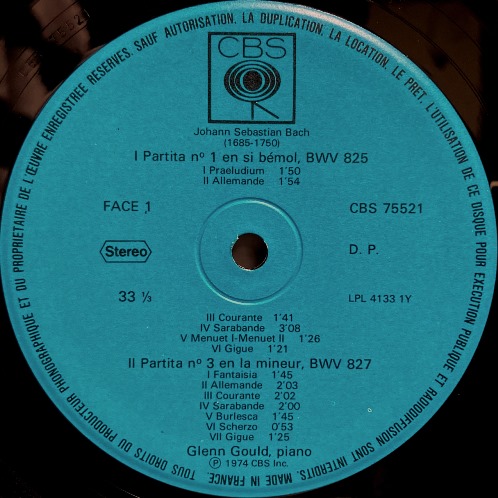 TOUS DROITS DU PRODUCTEUR PHONOGRAPHIQUE ET DU PROPRIETAIRE DE L'ŒUVRE ENREGISTREE RESERVES. SAUF AUTORISATION, LA DUPLICATION, LA LOCATION, LE PRET, L'UTILISATION DE CE DISQUE POUR EXECUTION PUBLIQUE ET RADIODIFFUSION SONT INTERDITS. MADE IN FRANCE.
CBS
Johann Sebastian Bach
(1685-1750)
I Partita nº 1 en si bémol, BWV 825
I Praeludium 1'50
II Allemande 1'54
FACE 1
CBS 75521
Stereo
D. P.
33 ⅓
LPL 4133 1Y
III Courante 1'41
IV Sarabande 3'08
V Menuet I-Menuet II 1'26
VI Gigue 1'21
II Partita nº 3 en la mineur, BWV 827
I Fantaisia 1'45
II Allemande 2'03
III Courante 2'02
IV Sarabande 2'00
V Burlesca 1'45
VI Scherzo 0'53
VII Gigue 1'25
Glenn Gould, piano
Ⓟ 1974 CBS Inc.